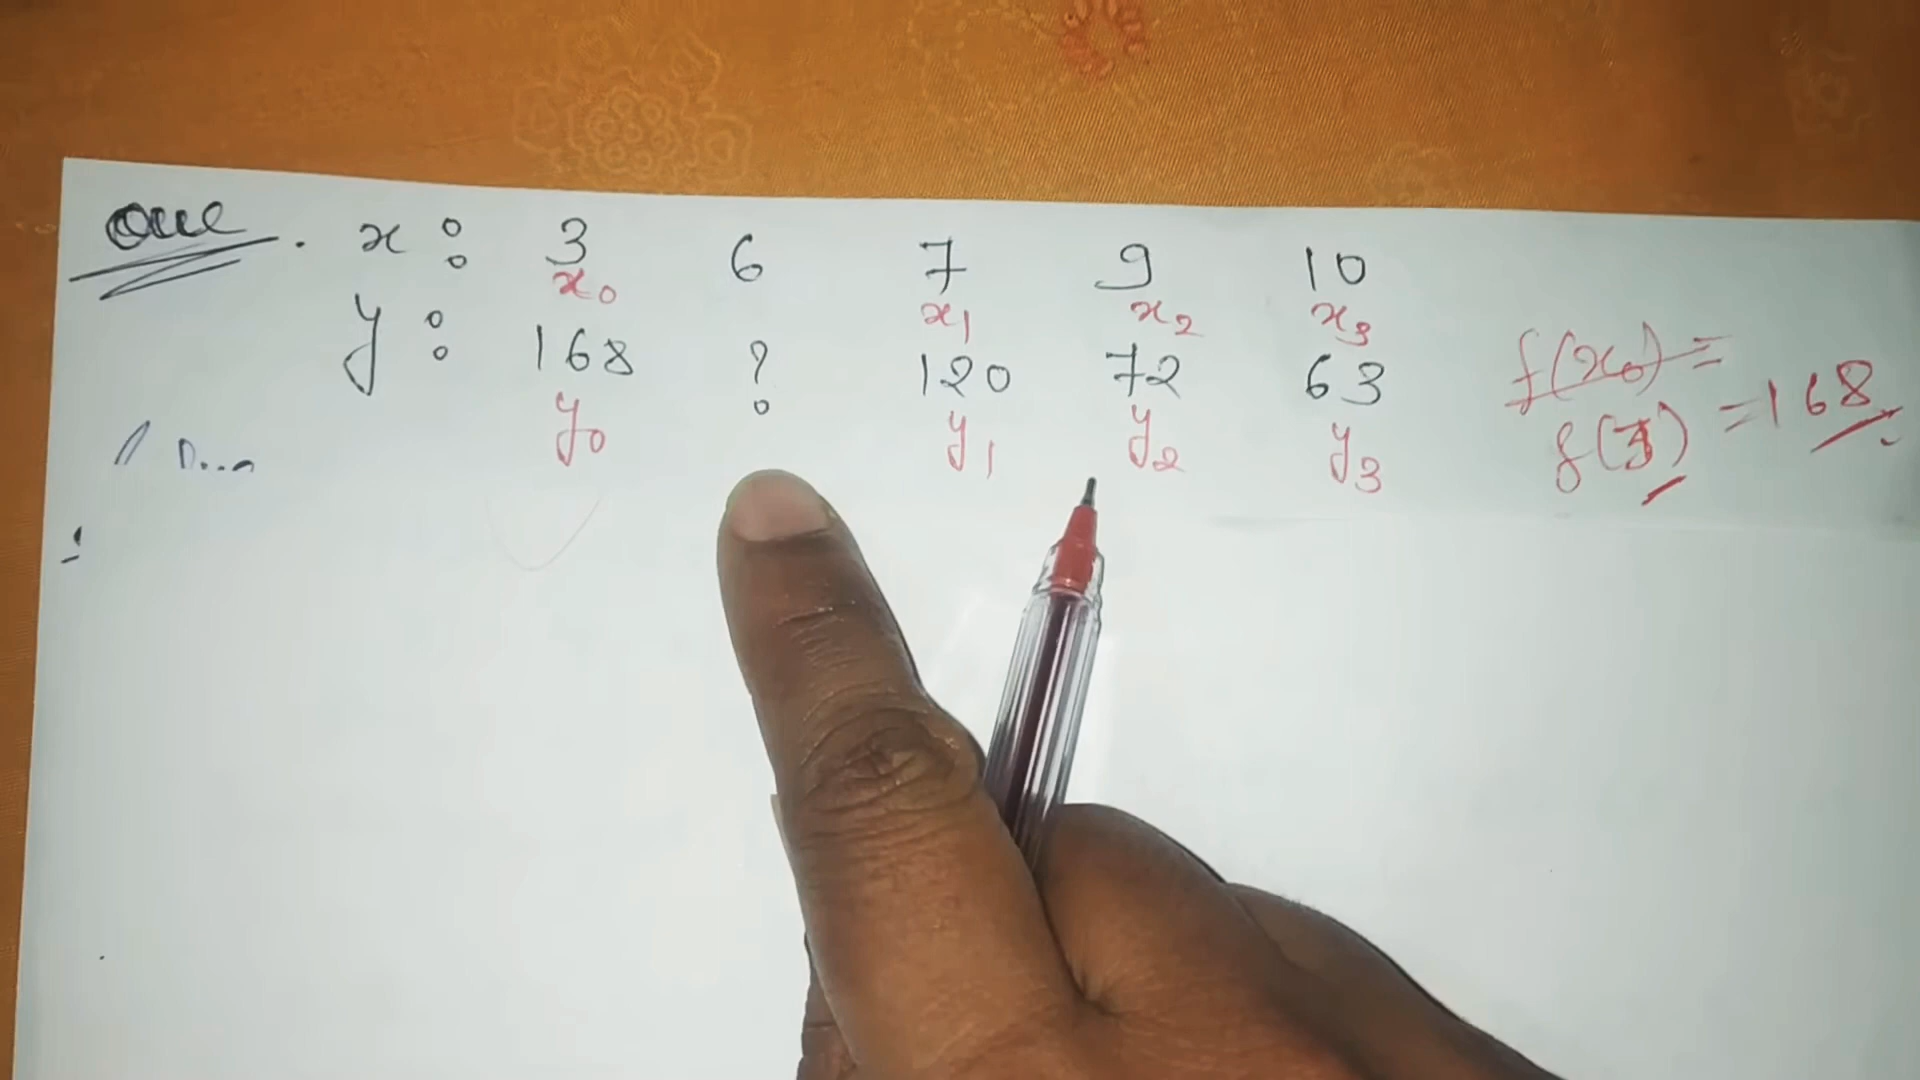 Que. x : 3 6 7 9 10
x₀ x₁ x₂ x₃
y : 168 ? 120 72 63
y₀ y₁ y₂ y₃
f(x₀) =
f(3) = 168.